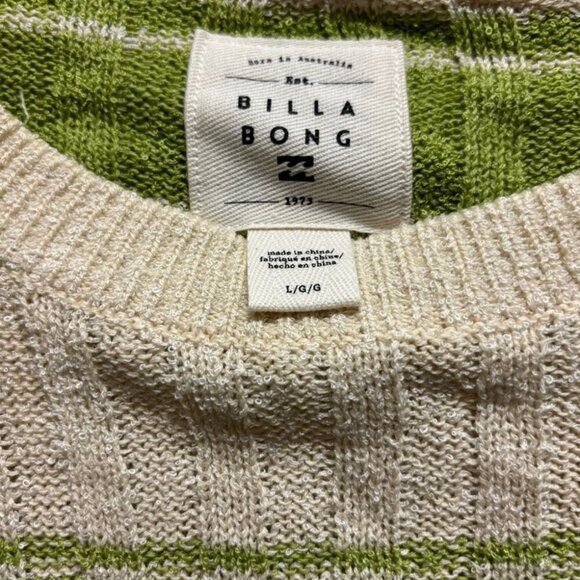 Born in Australia
Est.
BILLA
BONG
1973
made in china/
fabriqué en chine/
hecho en china
L/G/G